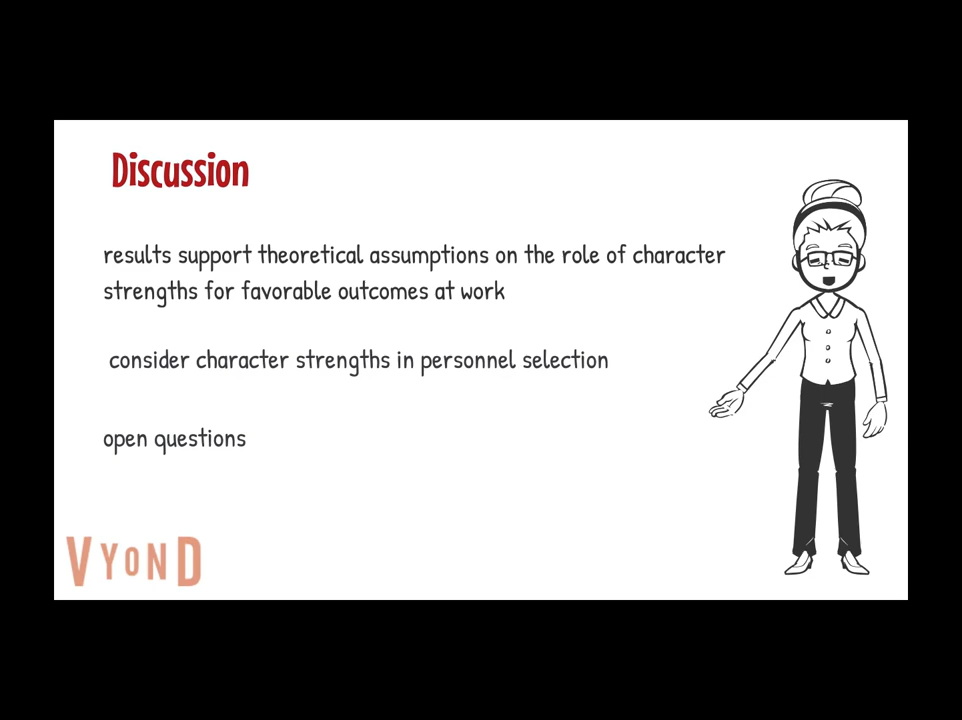 Discussion
results support theoretical assumptions on the role of character
strengths for favorable outcomes at work
consider character strengths in personnel selection
open questions
VYOND